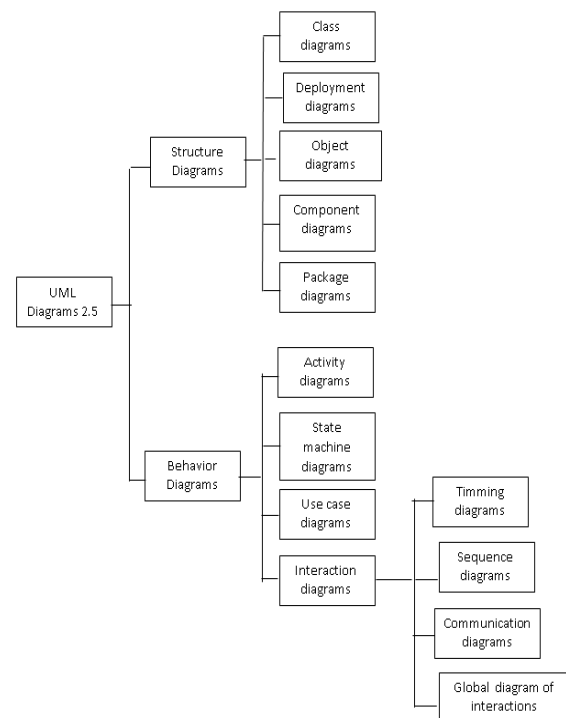 Class
diagrams
Deployment
diagrams
Structure
Diagrams
Object
diagrams
Component
diagrams
Package
diagrams
UML
Diagrams 2.5
Activity
diagrams
State
machine
diagrams
Behavior
Diagrams
Use case
diagrams
Interaction
diagrams
Timming
diagrams
Sequence
diagrams
Communication
diagrams
Global diagram of
interactions